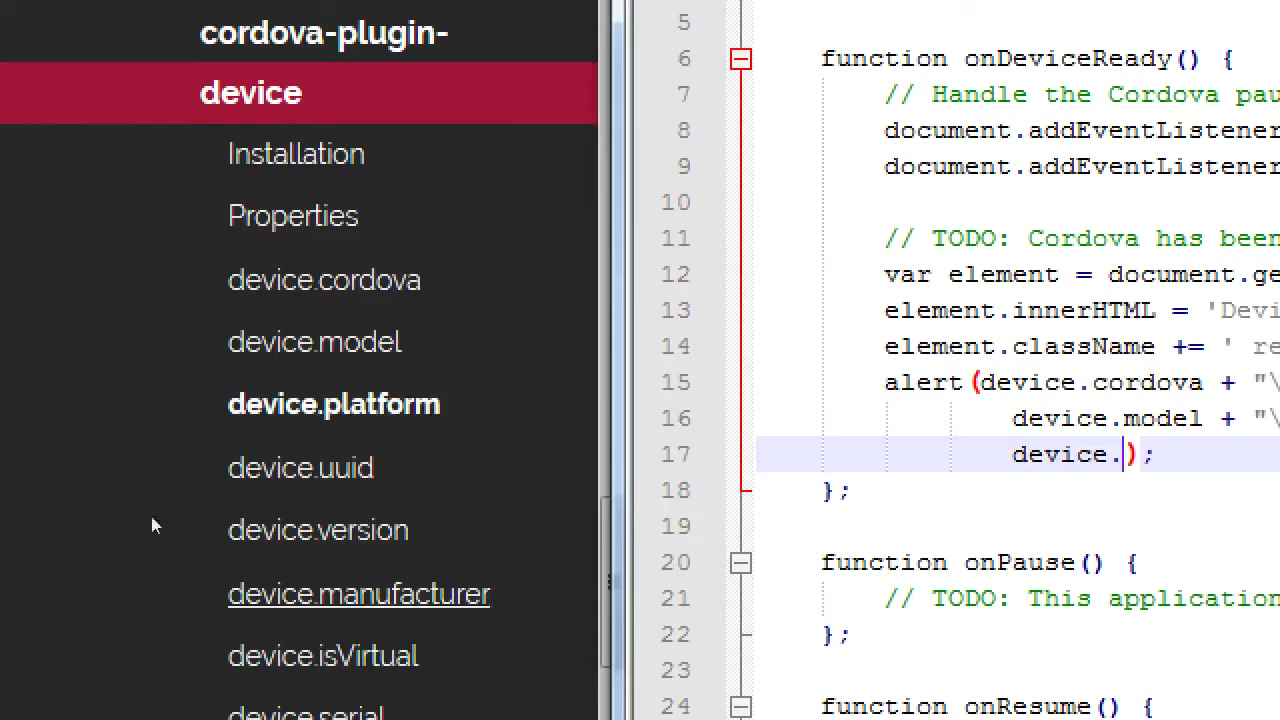 cordova-plugin-
device
Installation
Properties
device.cordova
device.model
device.platform
device.uuid
device.version
device.manufacturer
device.isVirtual
device.serial
5
6 function onDeviceReady() {
7 // Handle the Cordova pau
8 document.addEventListener
9 document.addEventListener
10
11 // TODO: Cordova has been
12 var element = document.ge
13 element.innerHTML = 'Devi
14 element.className += ' re
15 alert(device.cordova + "\
16 device.model + "\
17 device.);
18 };
19
20 function onPause() {
21 // TODO: This application
22 };
23
24 function onResume() {